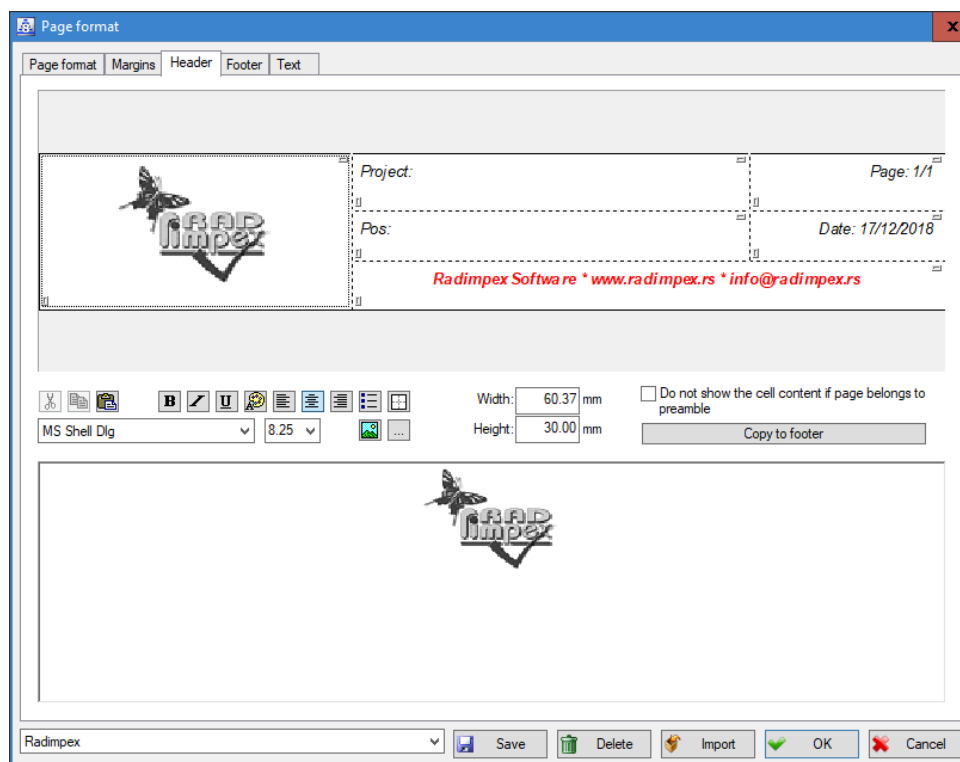 Page format
x
Page format Margins Header Footer Text
RAD
impex
Project:
Page: 1/1
Pos:
Date: 17/12/2018
Radimpex Software * www.radimpex.rs * info@radimpex.rs
B I U
Width: 60.37 mm
Do not show the cell content if page belongs to
preamble
MS Shell Dlg 8.25 ...
Height: 30.00 mm
Copy to footer
RAD
impex
Radimpex Save Delete Import OK Cancel